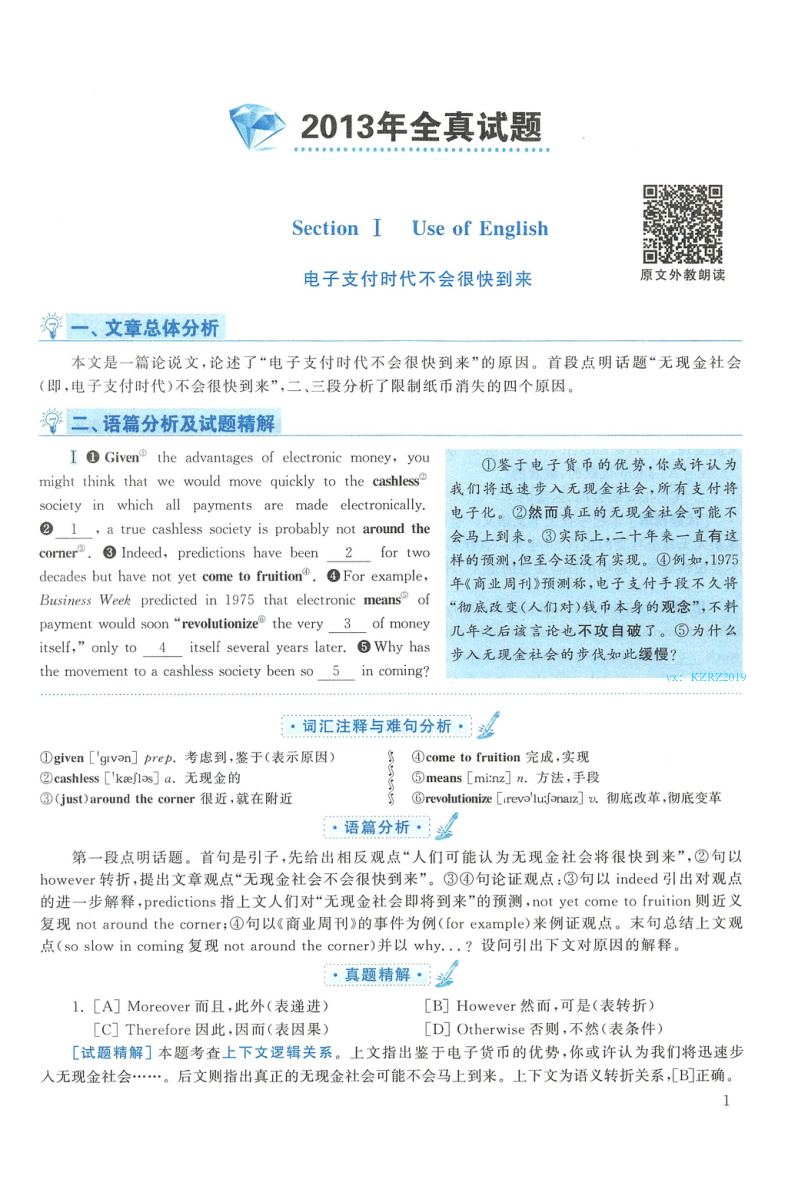 2013年全真试题
Section Ⅰ Use of English
原文外教朗读
电子支付时代不会很快到来
一、文章总体分析
本文是一篇论说文,论述了“电子支付时代不会很快到来”的原因。首段点明话题“无现金社会
(即,电子支付时代)不会很快到来”,二、三段分析了限制纸币消失的四个原因。
二、语篇分析及试题精解
Ⅰ ❶ Given① the advantages of electronic money, you
might think that we would move quickly to the cashless②
society in which all payments are made electronically.
❷ 1 , a true cashless society is probably not around the
corner③. ❸ Indeed, predictions have been 2 for two
decades but have not yet come to fruition④. ❹ For example,
Business Week predicted in 1975 that electronic means⑤ of
payment would soon “revolutionize⑥ the very 3 of money
itself,” only to 4 itself several years later. ❺ Why has
the movement to a cashless society been so 5 in coming?
①鉴于电子货币的优势,你或许认为
我们将迅速步入无现金社会,所有支付将
电子化。②然而真正的无现金社会可能不
会马上到来。③实际上,二十年来一直有这
样的预测,但至今还没有实现。④例如,1975
年《商业周刊》预测称,电子支付手段不久将
“彻底改变(人们对)钱币本身的观念”,不料
几年之后该言论也不攻自破了。⑤为什么
步入无现金社会的步伐如此缓慢?
vx: KZRZ2019
·词汇注释与难句分析·
①given [ˈgɪvən] prep. 考虑到,鉴于(表示原因)
②cashless [ˈkæʃləs] a. 无现金的
③(just)around the corner 很近,就在附近
④come to fruition 完成,实现
⑤means [miːnz] n. 方法,手段
⑥revolutionize [ˌrevəˈluːʃənaɪz] v. 彻底改革,彻底变革
·语篇分析·
第一段点明话题。首句是引子,先给出相反观点“人们可能认为无现金社会将很快到来”,②句以
however 转折,提出文章观点“无现金社会不会很快到来”。③④句论证观点:③句以 indeed 引出对观点
的进一步解释,predictions 指上文人们对“无现金社会即将到来”的预测,not yet come to fruition 则近义
复现 not around the corner;④句以《商业周刊》的事件为例(for example)来例证观点。末句总结上文观
点(so slow in coming 复现 not around the corner)并以 why...? 设问引出下文对原因的解释。
·真题精解·
1. [A] Moreover 而且,此外(表递进) [B] However 然而,可是(表转折)
[C] Therefore 因此,因而(表因果) [D] Otherwise 否则,不然(表条件)
[试题精解] 本题考查上下文逻辑关系。上文指出鉴于电子货币的优势,你或许认为我们将迅速步
入无现金社会……。后文则指出真正的无现金社会可能不会马上到来。上下文为语义转折关系,[B]正确。
1